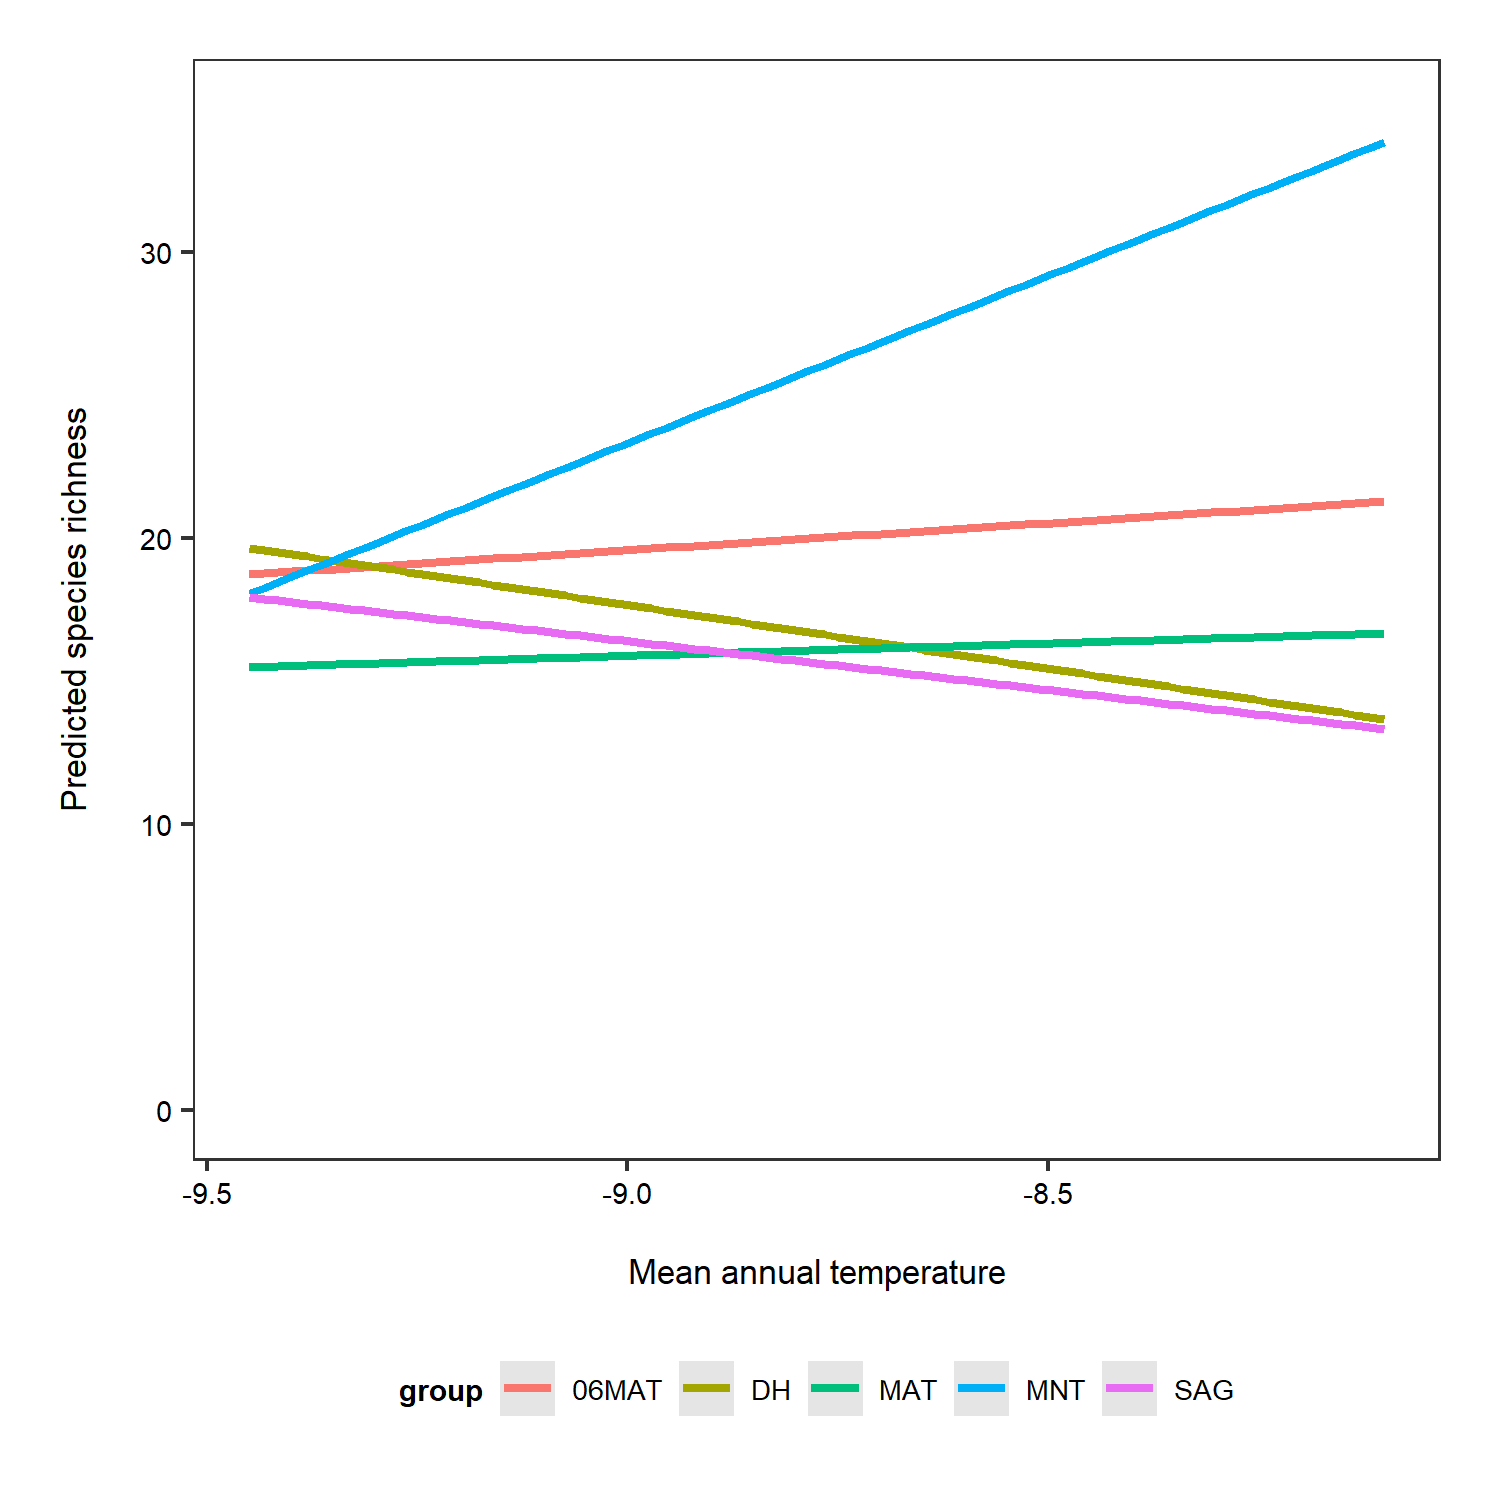 Predicted species richness
30
20
10
0
-9.5 -9.0 -8.5
Mean annual temperature
group 06MAT DH MAT MNT SAG